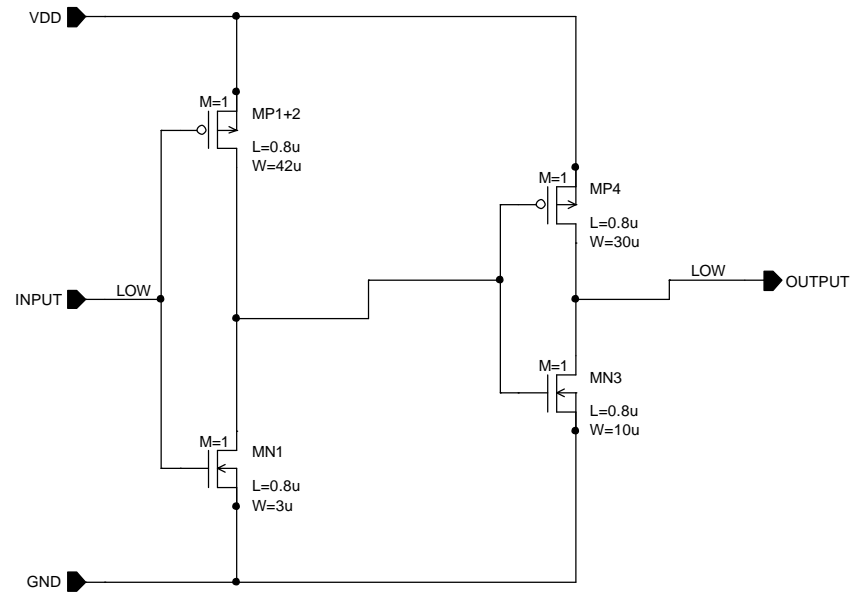 VDD
M=1
MP1+2
L=0.8u
W=42u
M=1
MP4
L=0.8u
W=30u
INPUT
LOW
LOW
OUTPUT
M=1
MN3
L=0.8u
W=10u
M=1
MN1
L=0.8u
W=3u
GND